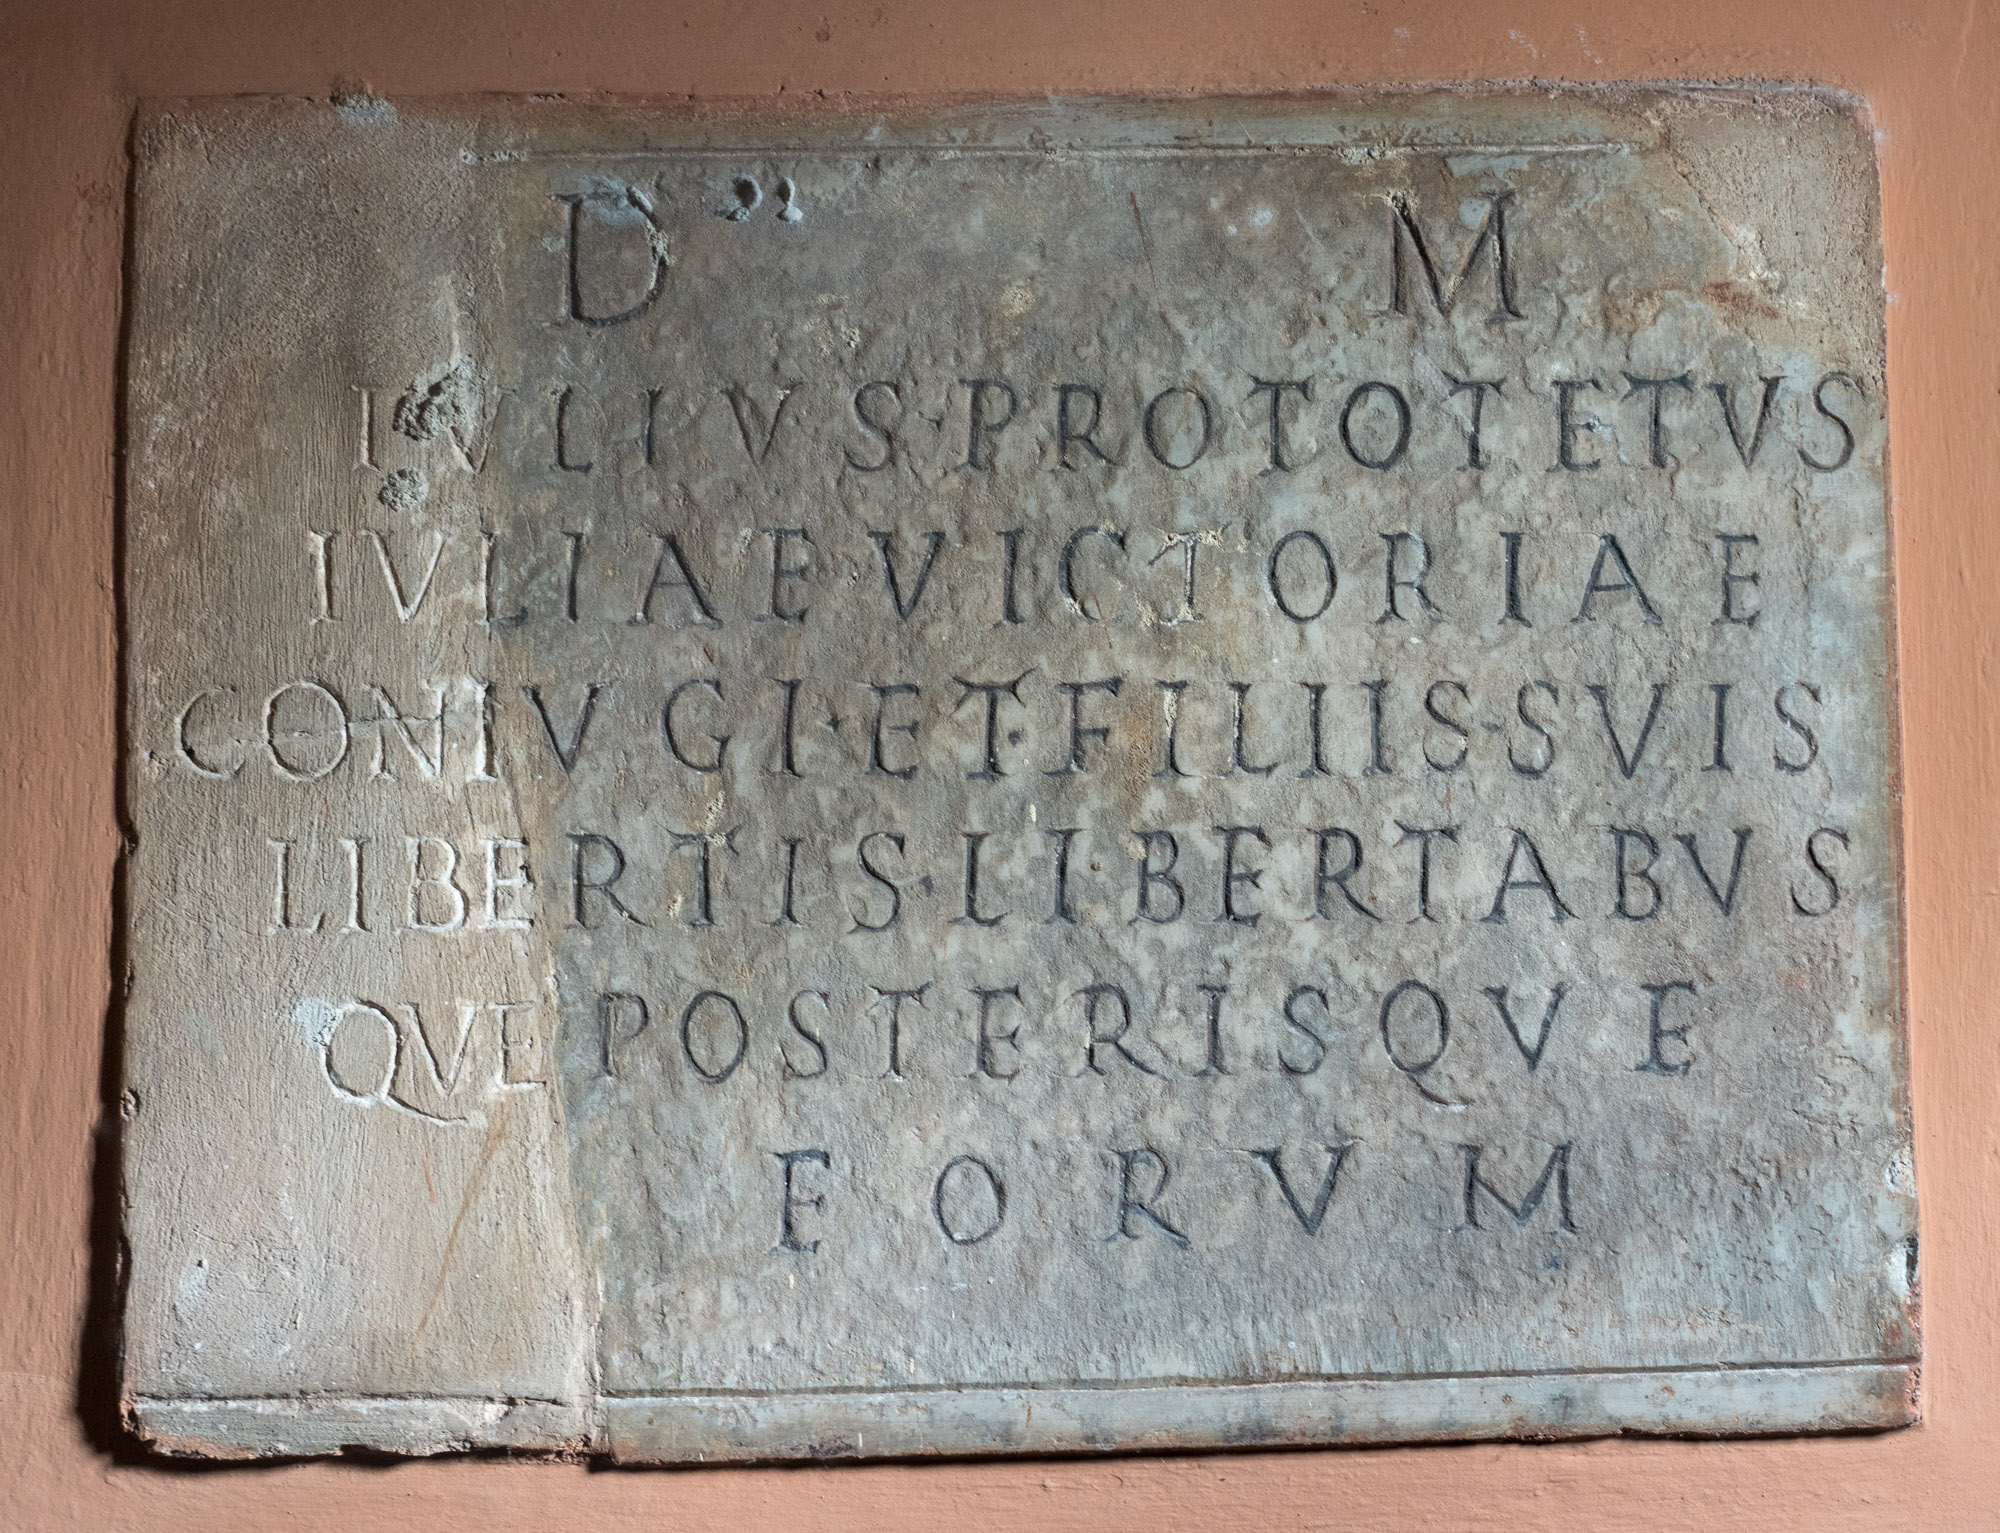 D M
IVLIVS·PROTOTETVS
IVLIAE VICTORIAE
CONIVGI·ET·FILIIS·SVIS
LIBERTIS·LIBERTABVS
QVE POSTERISQVE
EORVM